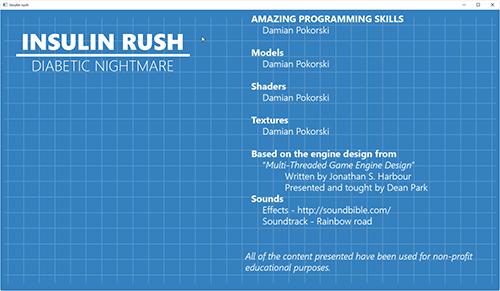 Insulin rush
INSULIN RUSH
DIABETIC NIGHTMARE
AMAZING PROGRAMMING SKILLS
Damian Pokorski
Models
Damian Pokorski
Shaders
Damian Pokorski
Textures
Damian Pokorski
Based on the engine design from
"Multi-Threaded Game Engine Design"
Written by Jonathan S. Harbour
Presented and tought by Dean Park
Sounds
Effects - http://soundbible.com/
Soundtrack - Rainbow road
All of the content presented have been used for non-profit
educational purposes.